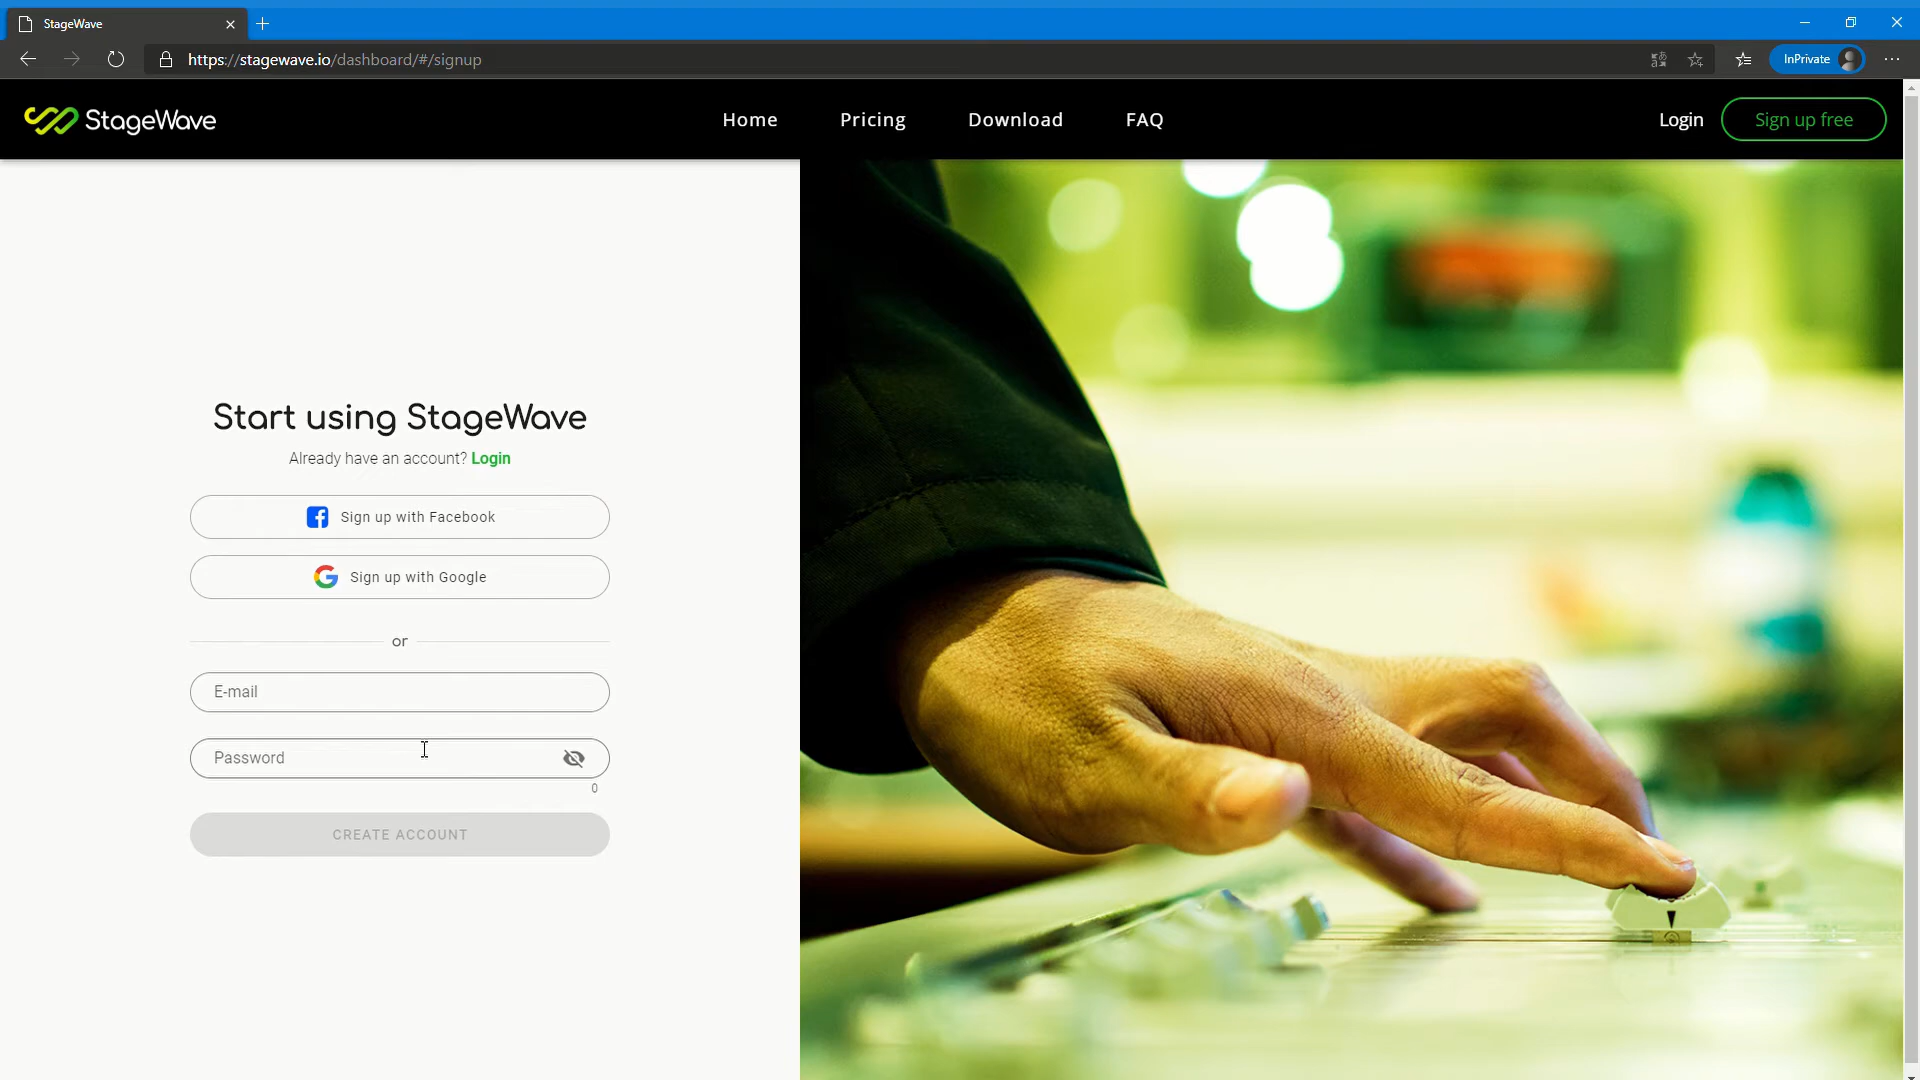 StageWave
https://stagewave.io/dashboard/#/signup
InPrivate
StageWave
Home
Pricing
Download
FAQ
Login
Sign up free
Start using StageWave
Already have an account? Login
Sign up with Facebook
Sign up with Google
or
E-mail
Password
0
CREATE ACCOUNT